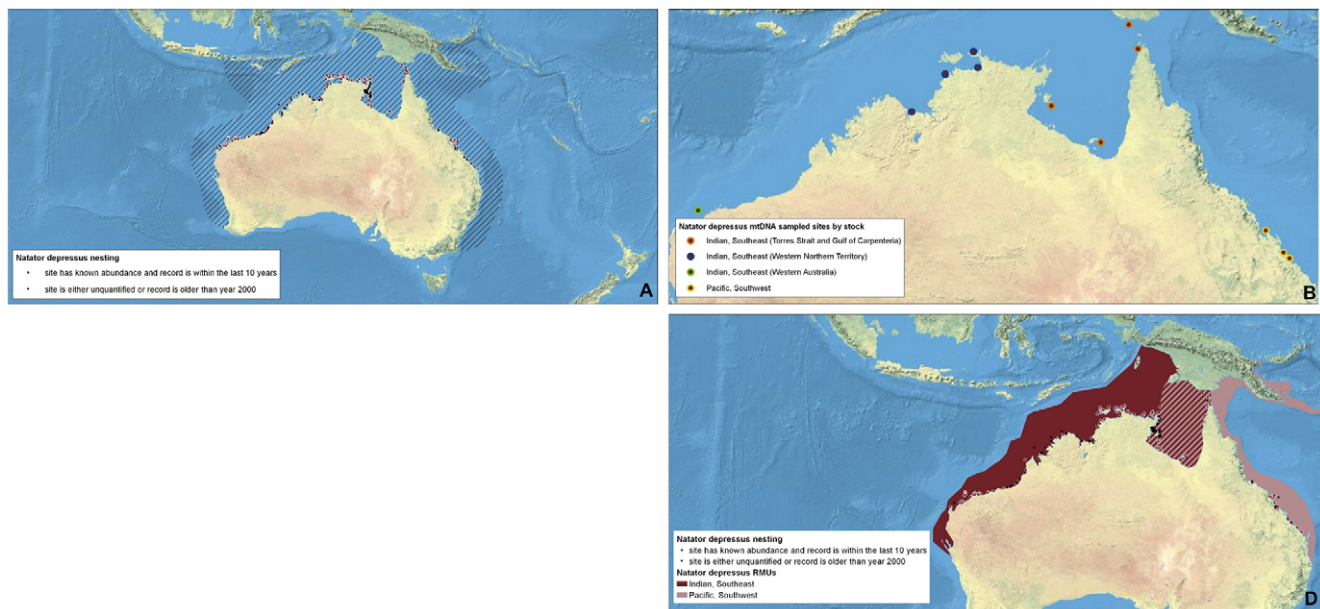 Natator depressus nesting
site has known abundance and record is within the last 10 years
site is either unquantified or record is older than year 2000
A
Natator depressus mtDNA sampled sites by stock
Indian, Southeast (Torres Strait and Gulf of Carpenteria)
Indian, Southeast (Western Northern Territory)
Indian, Southeast (Western Australia)
Pacific, Southwest
B
Natator depressus nesting
site has known abundance and record is within the last 10 years
site is either unquantified or record is older than year 2000
Natator depressus RMUs
Indian, Southeast
Pacific, Southwest
D